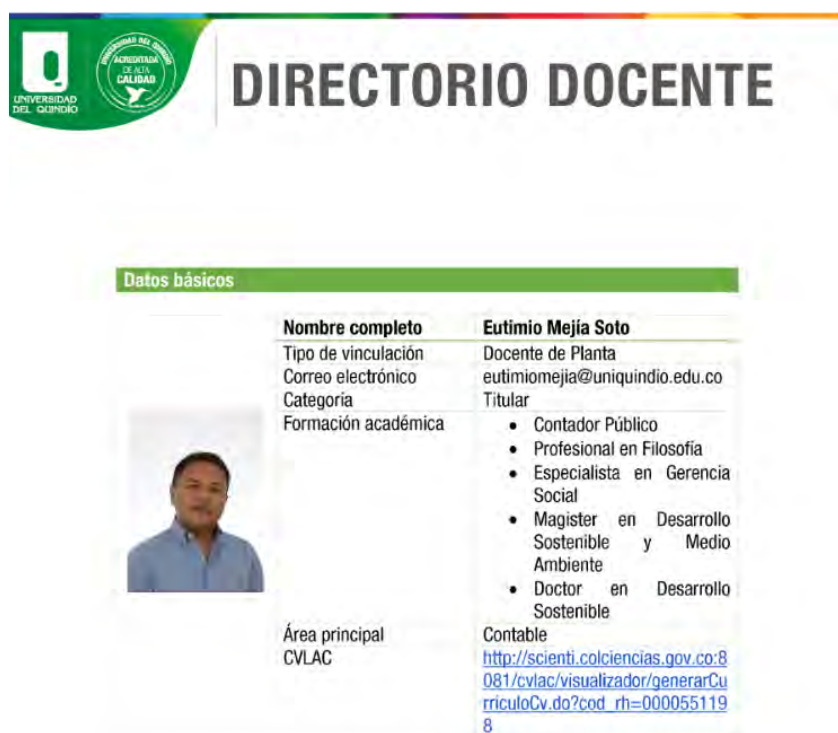 UNIVERSIDAD
DEL QUINDÍO
UNIVERSIDAD DEL QUINDÍO
ACREDITADA
DE ALTA
CALIDAD
DIRECTORIO DOCENTE
Datos básicos
Nombre completo Eutimio Mejía Soto
Tipo de vinculación Docente de Planta
Correo electrónico eutimiomejia@uniquindio.edu.co
Categoría Titular
Formación académica • Contador Público
• Profesional en Filosofía
• Especialista en Gerencia
Social
• Magister en Desarrollo
Sostenible y Medio
Ambiente
• Doctor en Desarrollo
Sostenible
Área principal Contable
CVLAC http://scienti.colciencias.gov.co:8
081/cvlac/visualizador/generarCu
rriculoCv.do?cod_rh=000055119
8